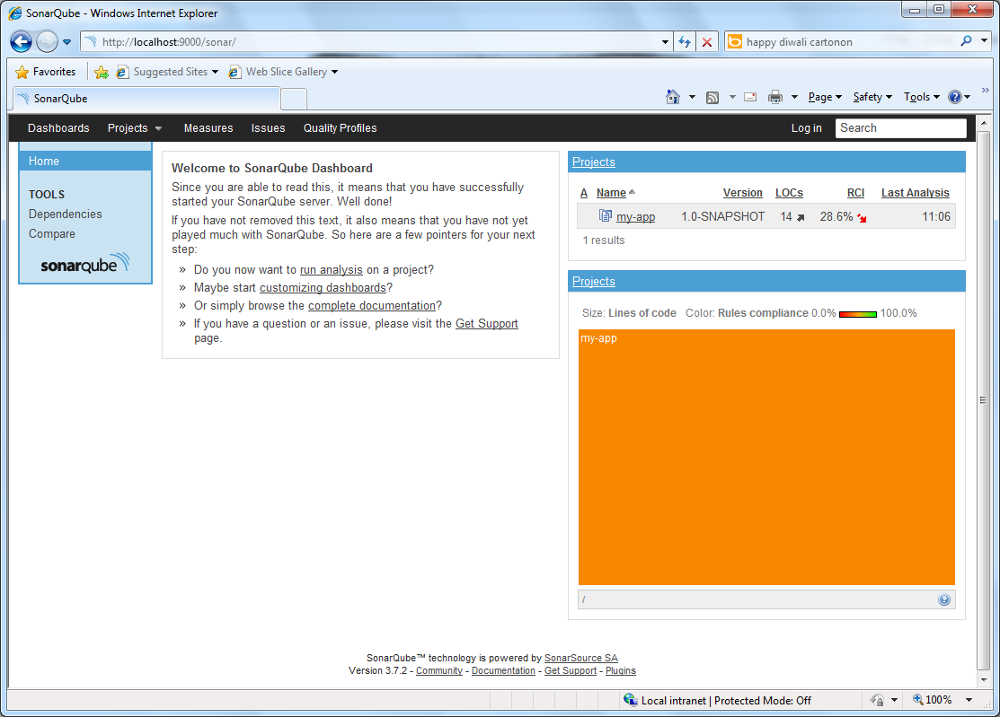 SonarQube - Windows Internet Explorer
http://localhost:9000/sonar/
happy diwali cartonon
Favorites Suggested Sites Web Slice Gallery
SonarQube
Page Safety Tools
Dashboards Projects Measures Issues Quality Profiles Log in Search
Home
TOOLS
Dependencies
Compare
sonarqube
Welcome to SonarQube Dashboard
Since you are able to read this, it means that you have successfully
started your SonarQube server. Well done!
If you have not removed this text, it also means that you have not yet
played much with SonarQube. So here are a few pointers for your next
step:
» Do you now want to run analysis on a project?
» Maybe start customizing dashboards?
» Or simply browse the complete documentation?
» If you have a question or an issue, please visit the Get Support
page.
Projects
A Name Version LOCs RCI Last Analysis
my-app 1.0-SNAPSHOT 14 28.6% 11:06
1 results
Projects
Size: Lines of code Color: Rules compliance 0.0% 100.0%
my-app
/
SonarQube™ technology is powered by SonarSource SA
Version 3.7.2 - Community - Documentation - Get Support - Plugins
Local intranet | Protected Mode: Off
100%